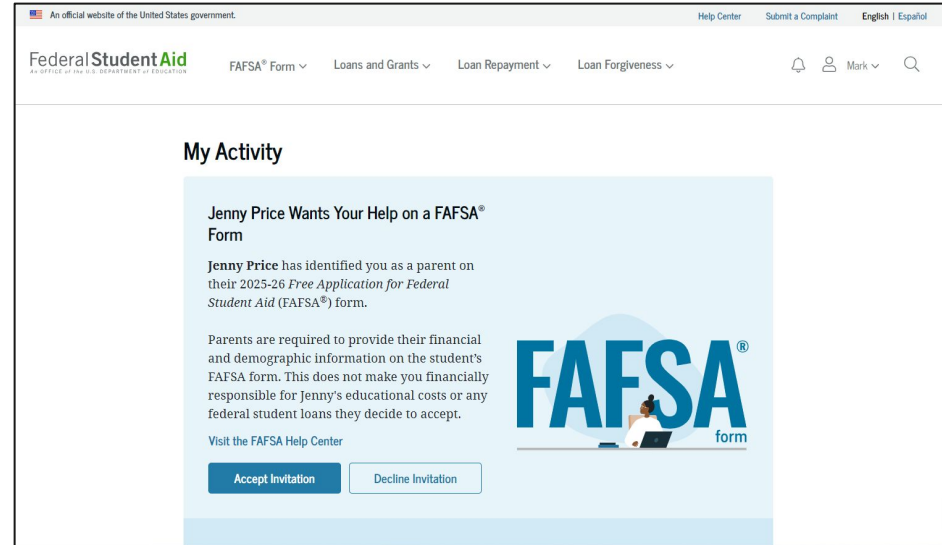 An official website of the United States government.
Help Center Submit a Complaint English | Español
Federal Student Aid
An OFFICE of the U.S. DEPARTMENT of EDUCATION
FAFSA® Form Loans and Grants Loan Repayment Loan Forgiveness Mark
My Activity
Jenny Price Wants Your Help on a FAFSA®
Form
Jenny Price has identified you as a parent on
their 2025-26 Free Application for Federal
Student Aid (FAFSA®) form.
Parents are required to provide their financial
and demographic information on the student's
FAFSA form. This does not make you financially
responsible for Jenny's educational costs or any
federal student loans they decide to accept.
Visit the FAFSA Help Center
Accept Invitation Decline Invitation
FAFSA®
form